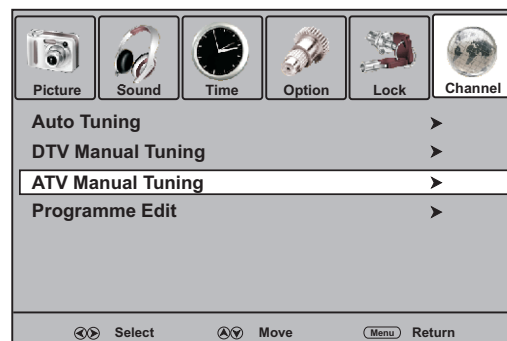 Picture Sound Time Option Lock Channel
Auto Tuning
DTV Manual Tuning
ATV Manual Tuning
Programme Edit
Select Move Menu Return